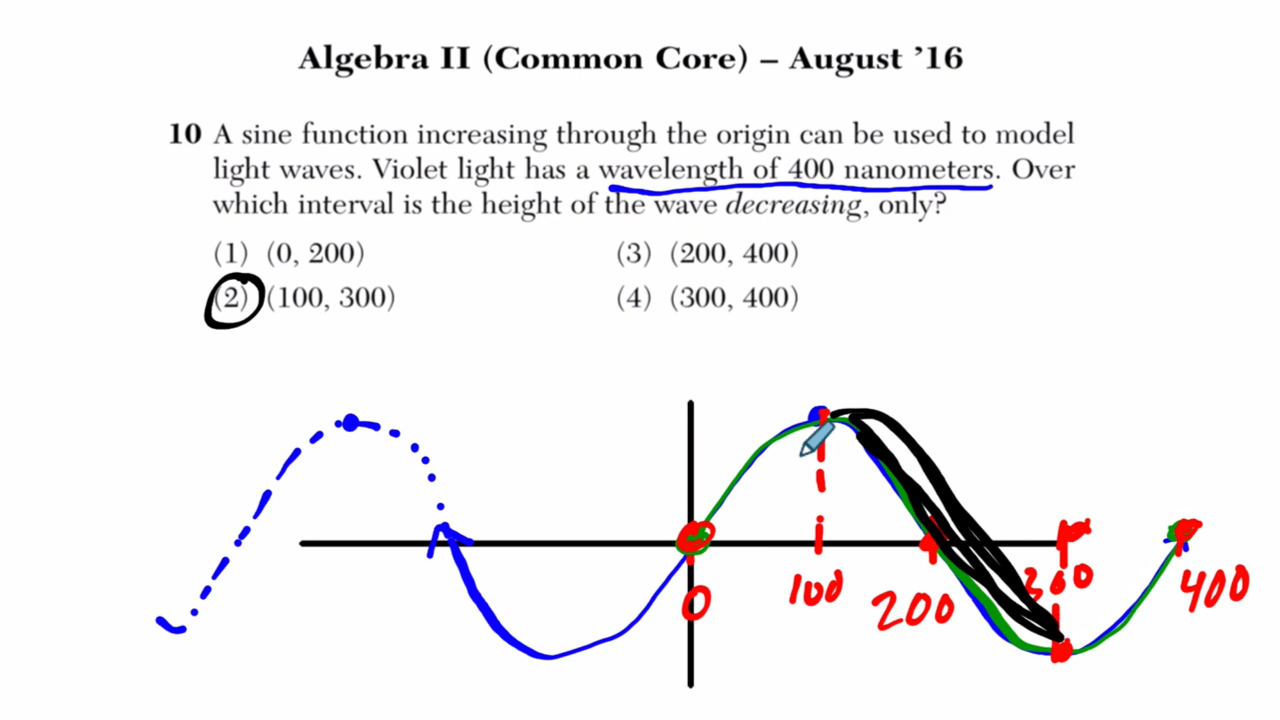 Algebra II (Common Core) – August ’16
10 A sine function increasing through the origin can be used to model
light waves. Violet light has a wavelength of 400 nanometers. Over
which interval is the height of the wave decreasing, only?
(1) (0, 200) (3) (200, 400)
(2) (100, 300) (4) (300, 400)
0 100 200 300 400